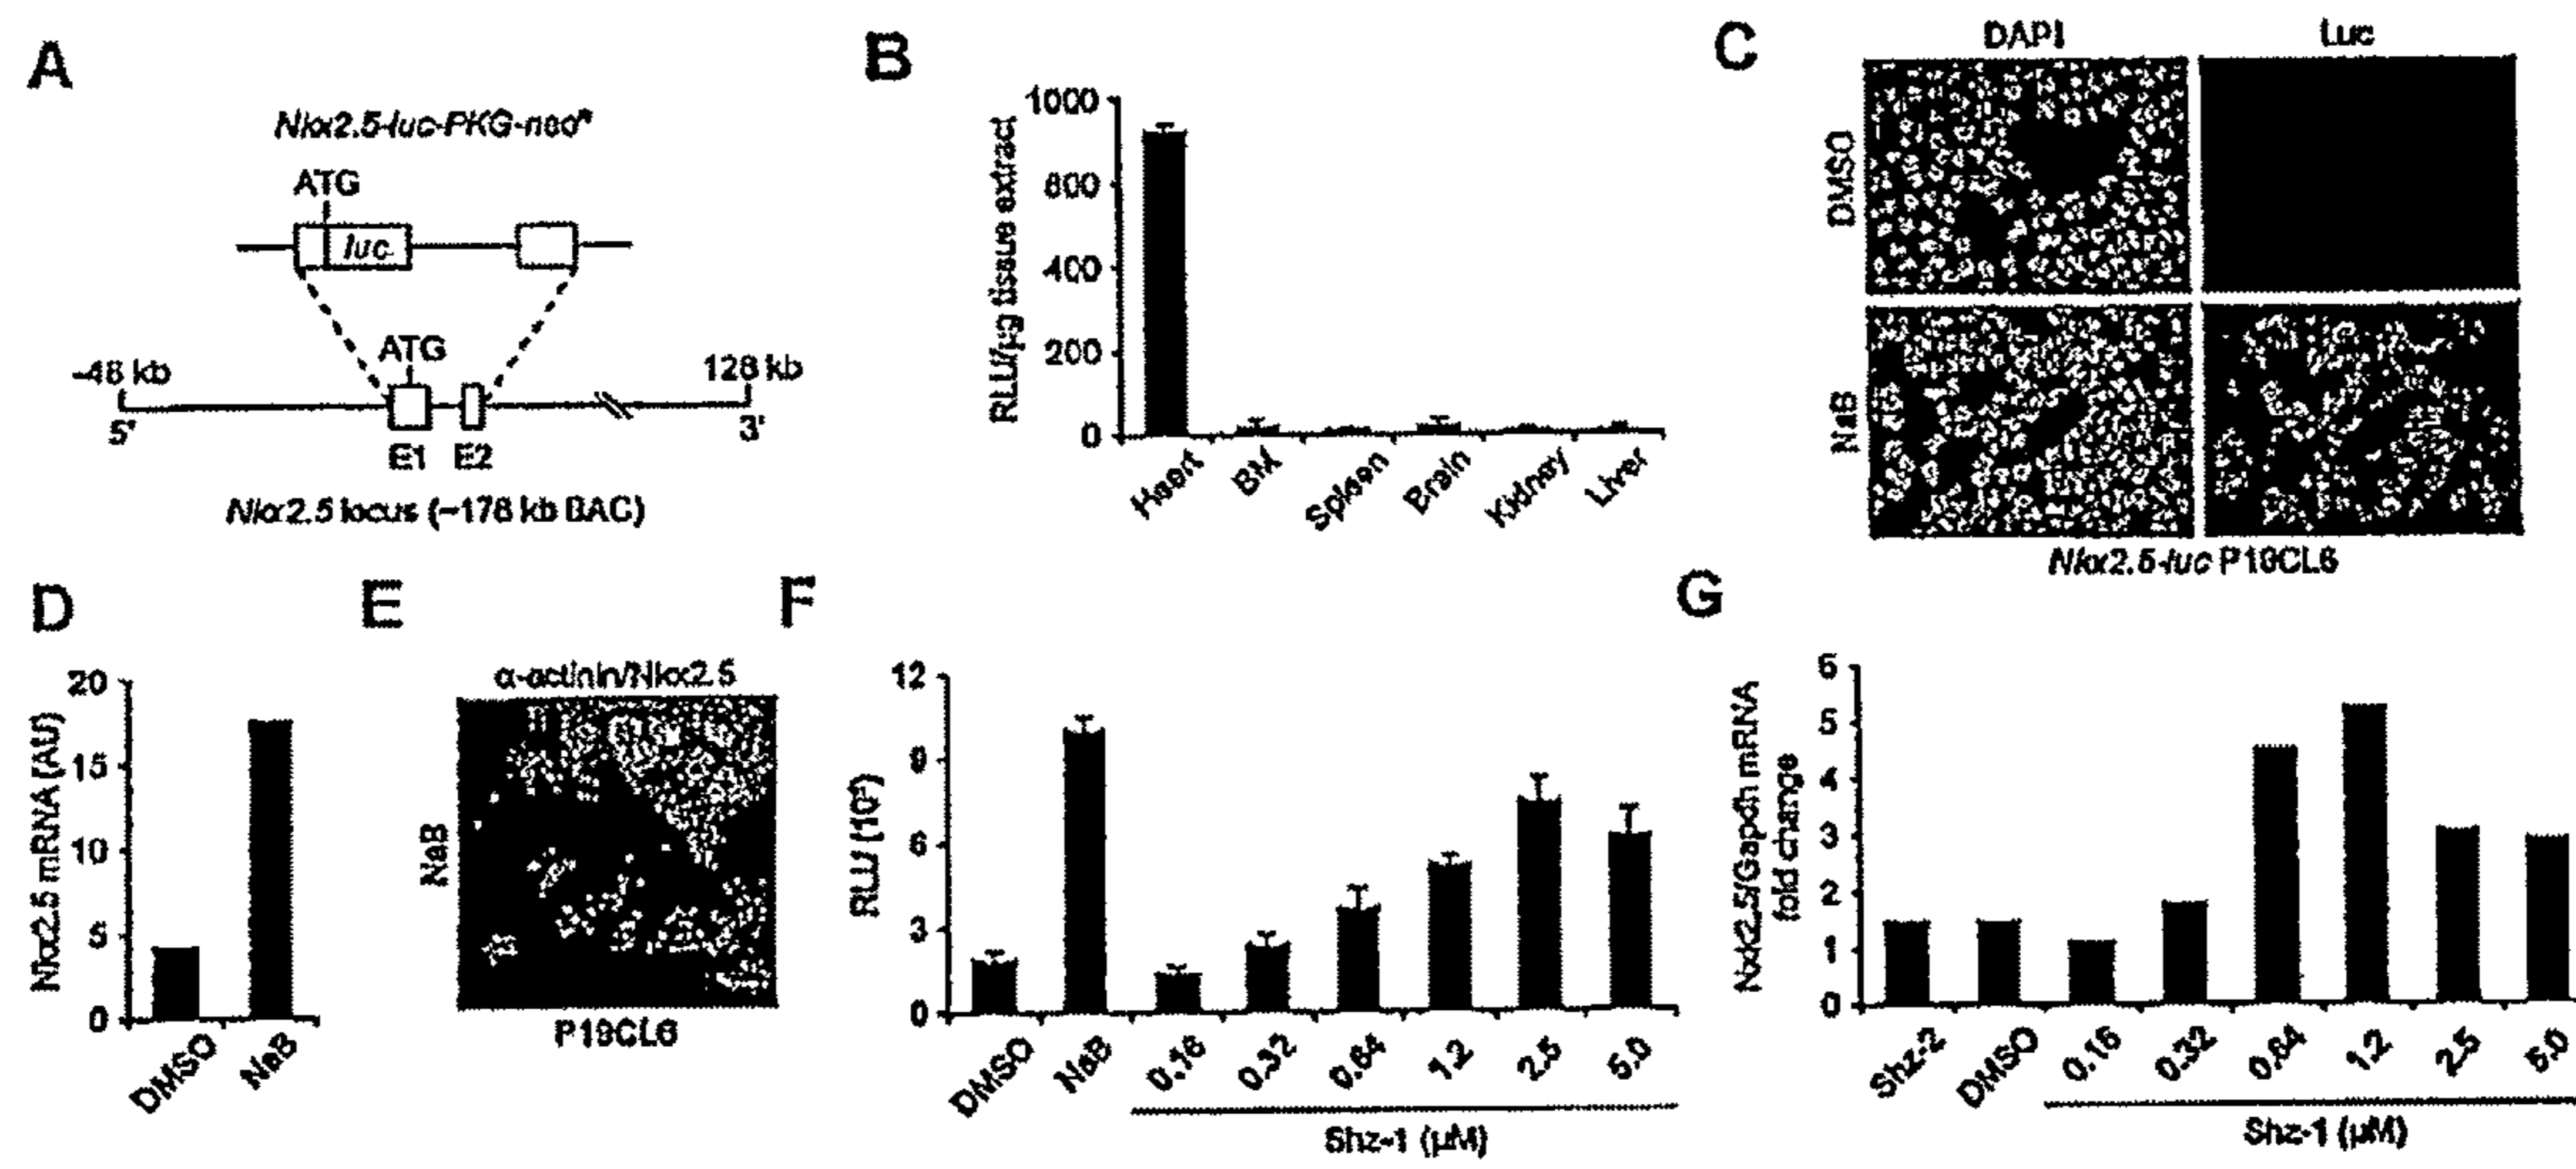 A
Nkx2.5-luc-PKG-neoR
ATG
luc
ATG
-48 kb
128 kb
5'
3'
E1 E2
Nkx2.5 locus (~178 kb BAC)
B
RLU/µg tissue extract
1000
800
400
200
0
Heart
BM
Spleen
Brain
Kidney
Liver
C
DAPI
Luc
DMSO
NaB
Nkx2.5-luc P19CL6
D
Nkx2.5 mRNA (AU)
20
15
10
5
0
DMSO
NaB
E
α-actinin/Nkx2.5
NaB
P19CL6
F
12
9
6
3
0
DMSO
NaB
0.16
0.32
0.64
1.2
2.5
5.0
Shz-1 (µM)
G
Nxk2.5/Gapdh mRNA
fold change
6
5
4
3
2
1
0
Shz-2
DMSO
0.16
0.32
0.64
1.2
2.5
5.0
Shz-1 (µM)